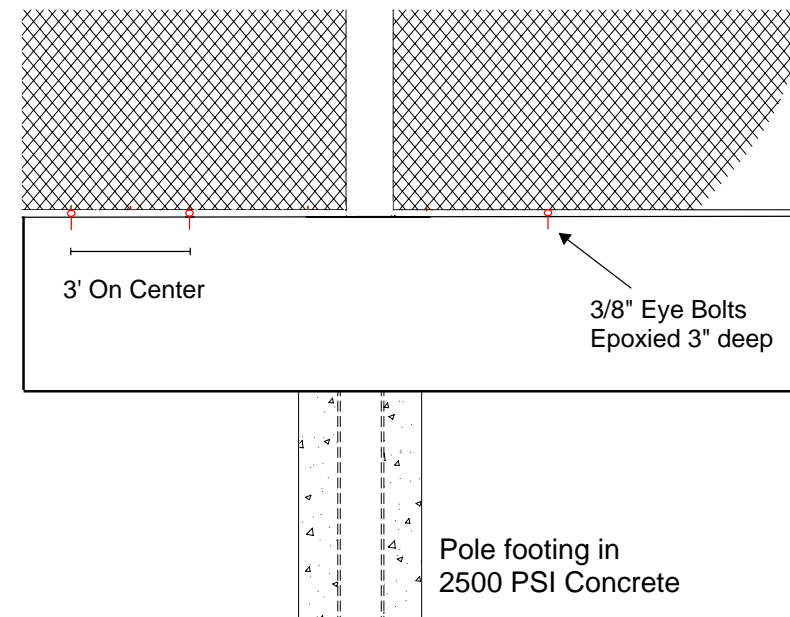 3' On Center
3/8" Eye Bolts
Epoxied 3" deep
Pole footing in
2500 PSI Concrete